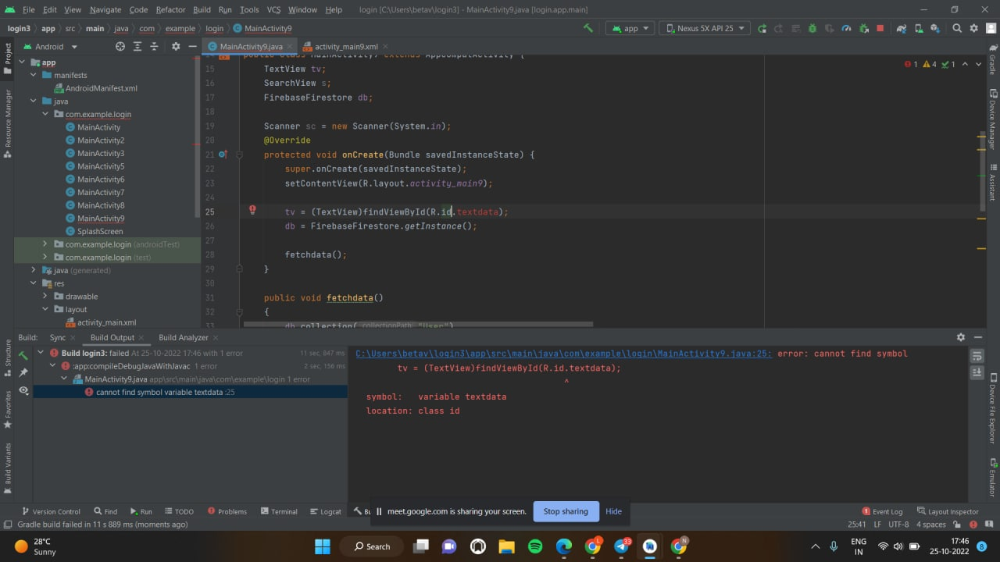 File Edit View Navigate Code Refactor Build Run Tools VCS Window Help login [C:\Users\betav\login3] - MainActivity9.java [login.app.main]
login3 app src main java com example login MainActivity9 app Nexus 5X API 25
Android MainActivity9.java activity_main9.xml
Project
Resource Manager
Structure
Favorites
Build Variants
app
manifests
AndroidManifest.xml
java
com.example.login
MainActivity
MainActivity2
MainActivity3
MainActivity5
MainActivity6
MainActivity7
MainActivity8
MainActivity9
SplashScreen
com.example.login (androidTest)
com.example.login (test)
java (generated)
res
drawable
layout
activity_main.xml
1 4 1
14 public class MainActivity9 extends AppCompatActivity {
15 TextView tv;
16 SearchView s;
17 FirebaseFirestore db;
18
19 Scanner sc = new Scanner(System.in);
20 @Override
21 protected void onCreate(Bundle savedInstanceState) {
22 super.onCreate(savedInstanceState);
23 setContentView(R.layout.activity_main9);
24
25 tv = (TextView)findViewById(R.id.textdata);
26 db = FirebaseFirestore.getInstance();
27
28 fetchdata();
29 }
30
31 public void fetchdata()
32 {
33 db.collection( collectionPath: "User")
Gradle
Device Manager
Assistant
Device File Explorer
Emulator
Build: Sync Build Output Build Analyzer
Build login3: failed At 25-10-2022 17:46 with 1 error 11 sec, 847 ms
:app:compileDebugJavaWithJavac 1 error 2 sec, 156 ms
MainActivity9.java app\src\main\java\com\example\login 1 error
cannot find symbol variable textdata :25
C:\Users\betav\login3\app\src\main\java\com\example\login\MainActivity9.java:25: error: cannot find symbol
tv = (TextView)findViewById(R.id.textdata);
^
symbol: variable textdata
location: class id
Version Control Find Run TODO Problems Terminal Logcat Event Log Layout Inspector
meet.google.com is sharing your screen. Stop sharing Hide
Gradle build failed in 11 s 889 ms (moments ago) 25:41 LF UTF-8 4 spaces
28°C
Sunny
Search
33
ENG
IN
17:46
25-10-2022
8